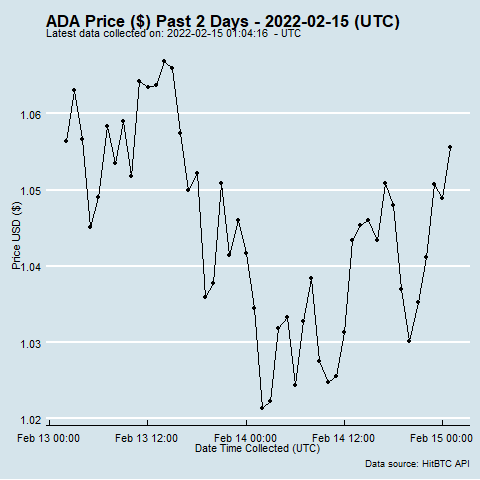 ADA Price ($) Past 2 Days - 2022-02-15 (UTC)
Latest data collected on: 2022-02-15 01:04:16  - UTC
Price USD ($)
1.06
1.05
1.04
1.03
1.02
Feb 13 00:00 Feb 13 12:00 Feb 14 00:00 Feb 14 12:00 Feb 15 00:00
Date Time Collected (UTC)
Data source: HitBTC API